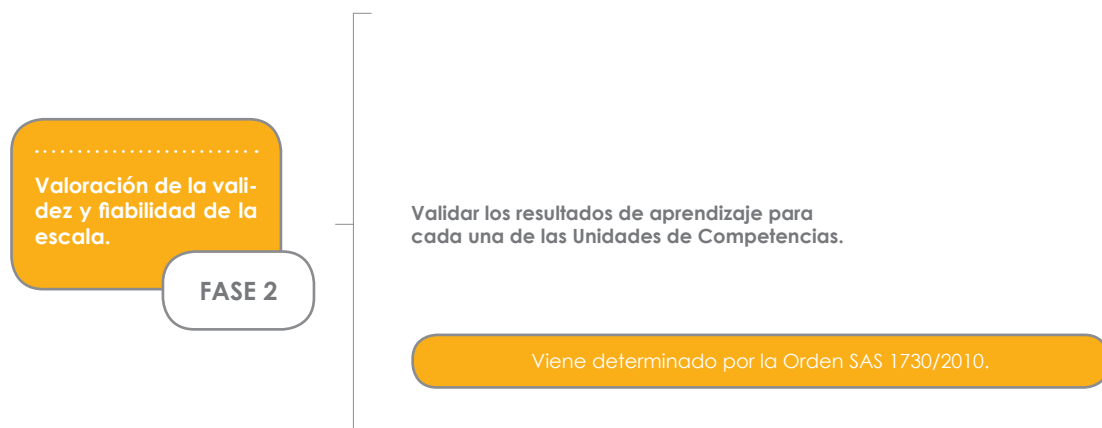 Valoración de la vali-
dez y fiabilidad de la
escala.
FASE 2
Validar los resultados de aprendizaje para
cada una de las Unidades de Competencias.
Viene determinado por la Orden SAS 1730/2010.